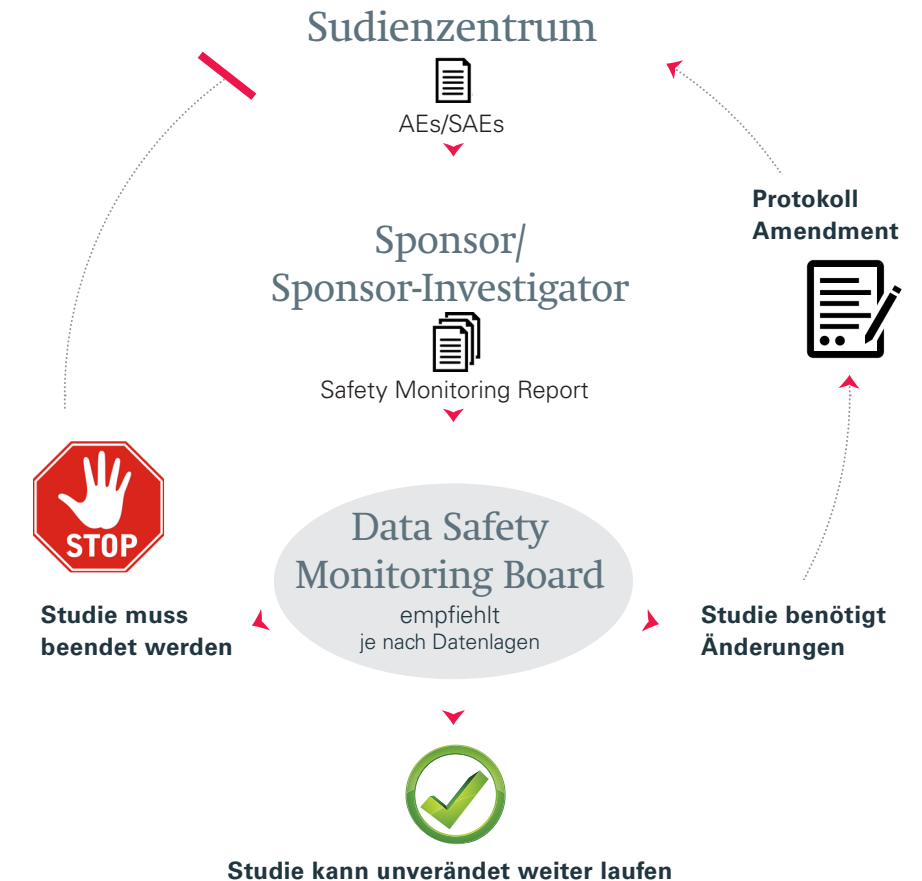 Sudienzentrum
AEs/SAEs
Protokoll
Amendment
Sponsor/
Sponsor-Investigator
Safety Monitoring Report
STOP
Data Safety
Monitoring Board
empfiehlt
je nach Datenlagen
Studie muss
beendet werden
Studie benötigt
Änderungen
Studie kann unverändet weiter laufen